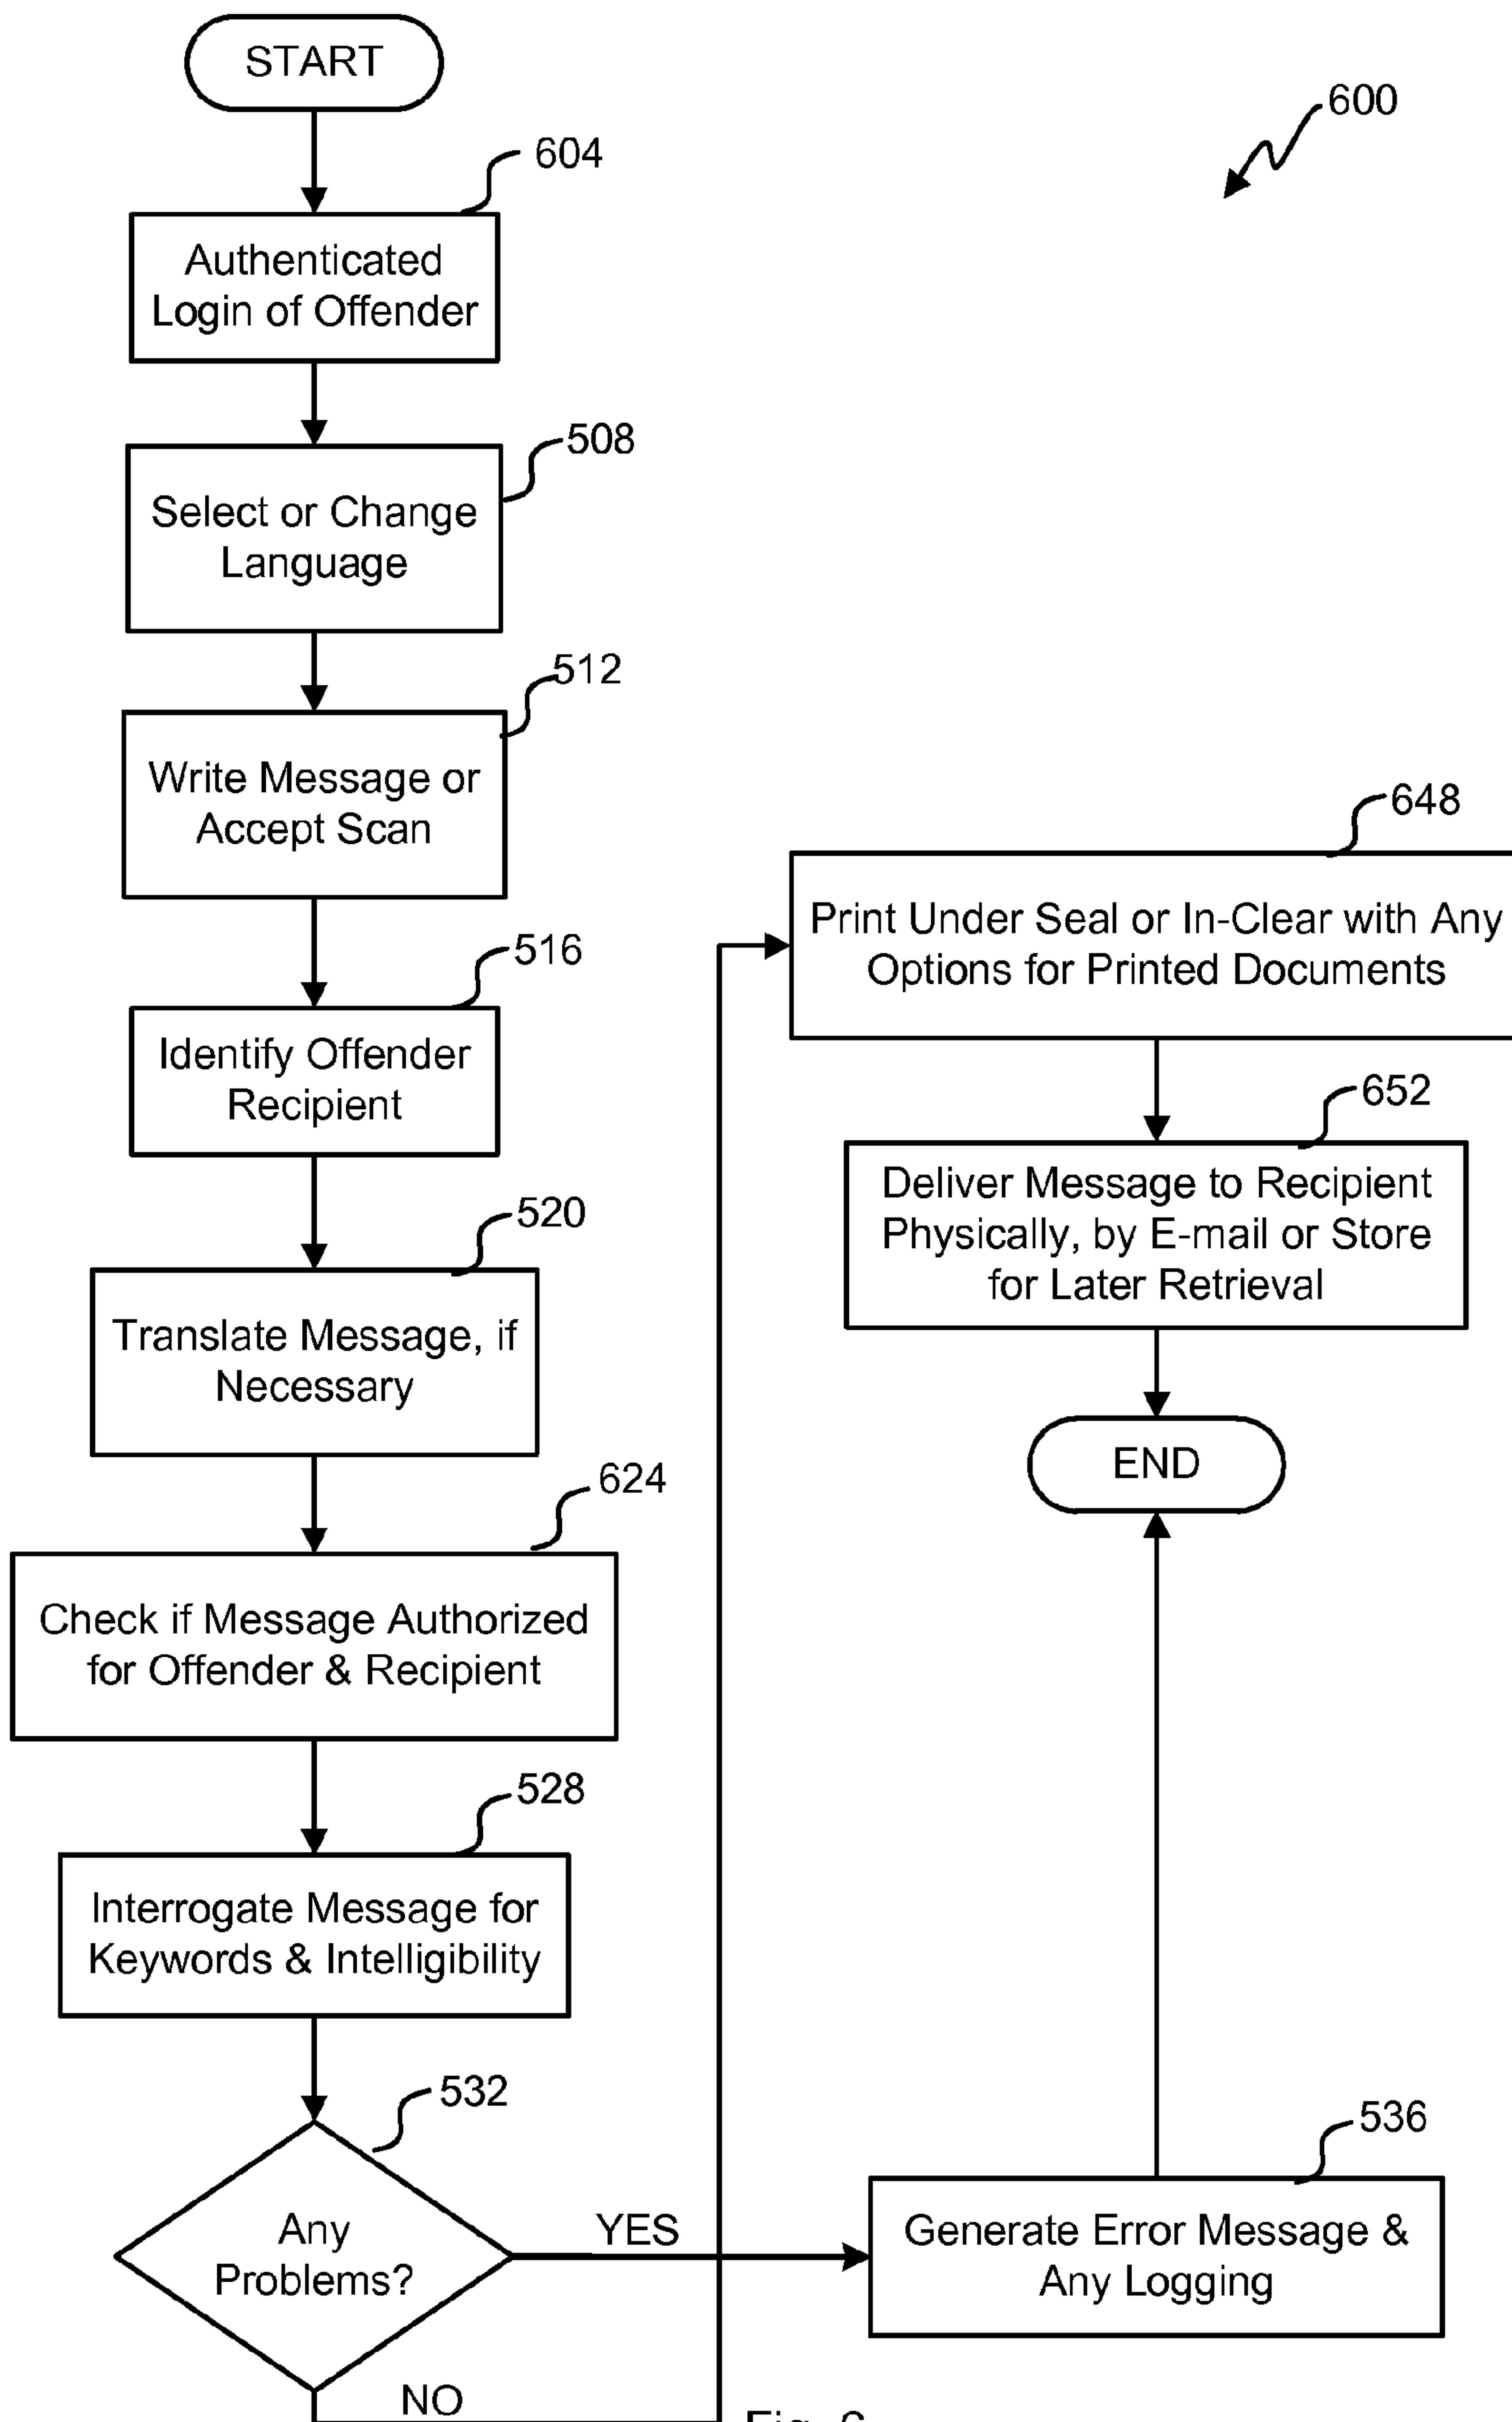 START
600
604
Authenticated
Login of Offender
508
Select or Change
Language
512
Write Message or
Accept Scan
516
Identify Offender
Recipient
520
Translate Message, if
Necessary
624
Check if Message Authorized
for Offender & Recipient
528
Interrogate Message for
Keywords & Intelligibility
532
Any
Problems?
YES
NO
648
Print Under Seal or In-Clear with Any
Options for Printed Documents
652
Deliver Message to Recipient
Physically, by E-mail or Store
for Later Retrieval
END
536
Generate Error Message &
Any Logging
Fig.